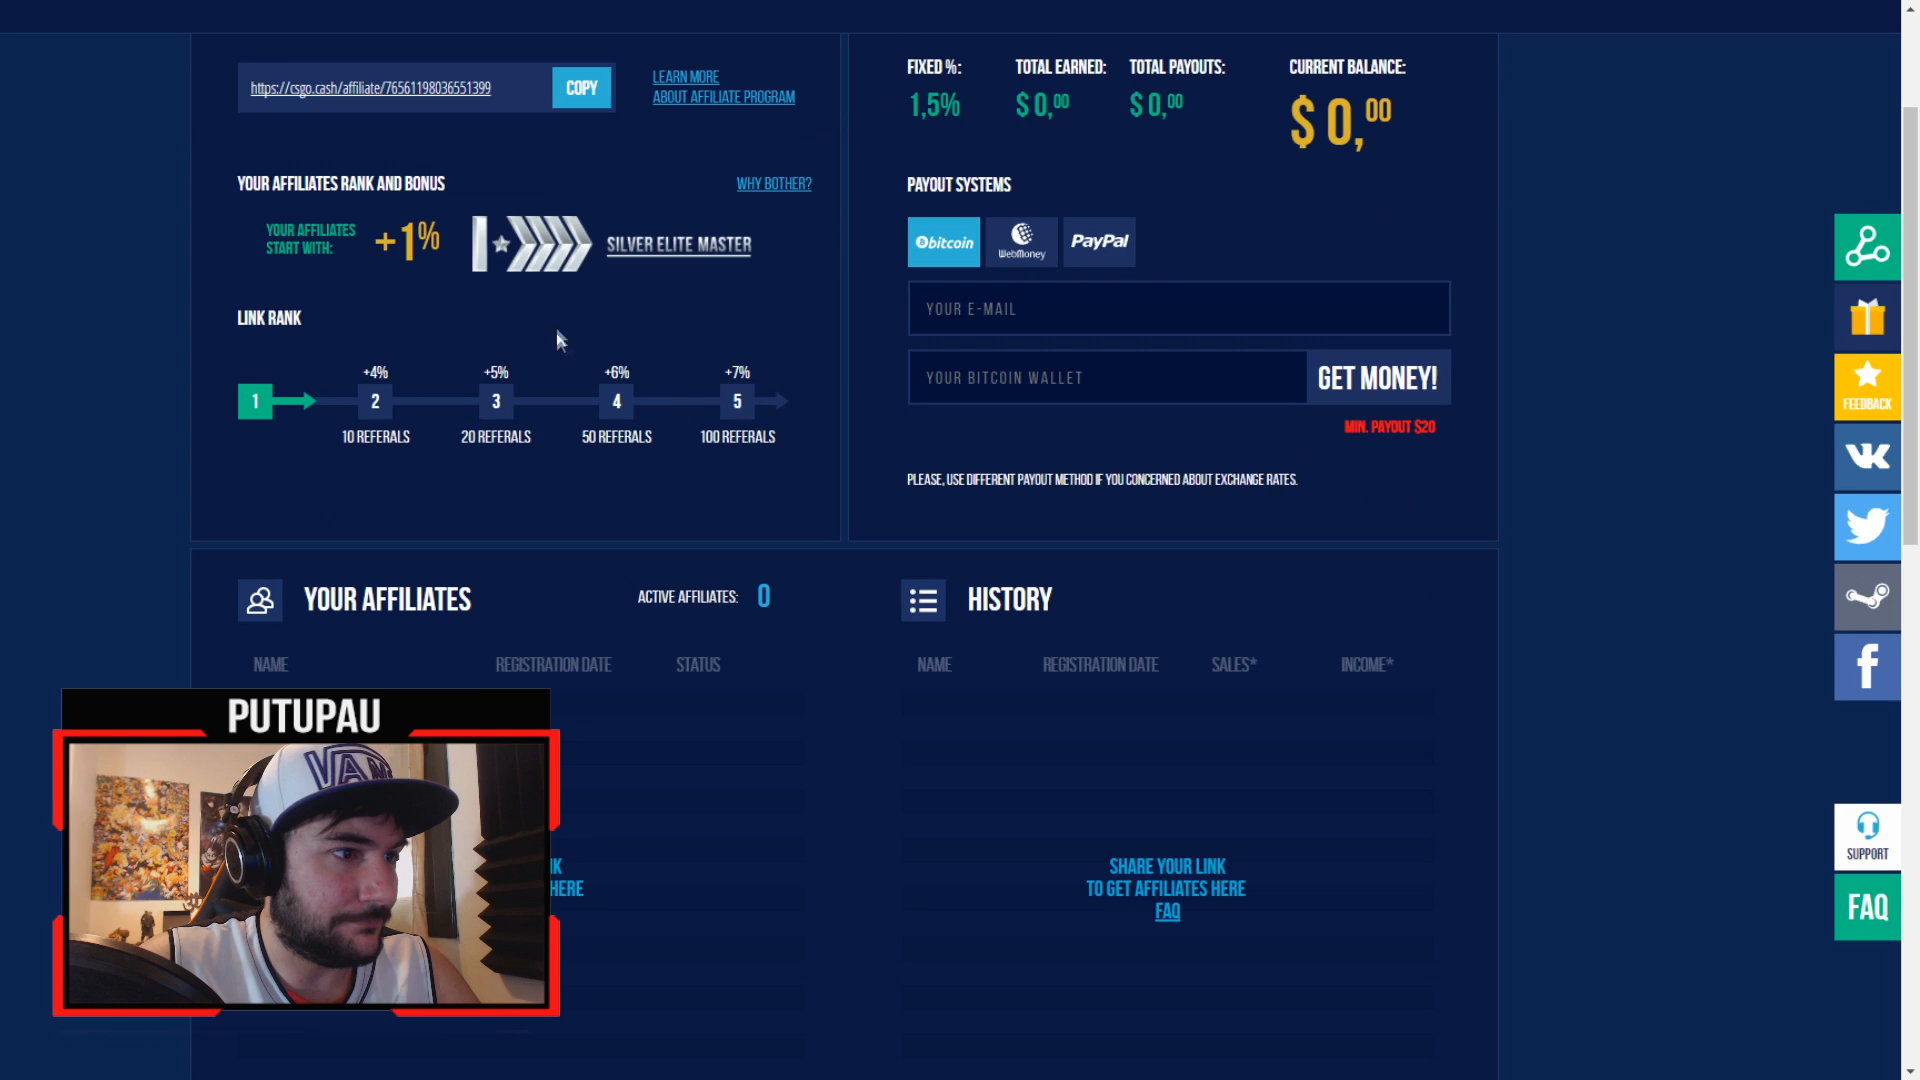 https://csgo.cash/affiliate/76561198036551399
COPY
LEARN MORE
ABOUT AFFILIATE PROGRAM
YOUR AFFILIATES RANK AND BONUS
WHY BOTHER?
YOUR AFFILIATES
START WITH:
+1%
SILVER ELITE MASTER
LINK RANK
+4%
+5%
+6%
+7%
1
2
3
4
5
10 REFERALS
20 REFERALS
50 REFERALS
100 REFERALS
FIXED %:
TOTAL EARNED:
TOTAL PAYOUTS:
CURRENT BALANCE:
1,5%
$ 0,00
$ 0,00
$ 0,00
PAYOUT SYSTEMS
bitcoin
WebMoney
PayPal
YOUR E-MAIL
YOUR BITCOIN WALLET
GET MONEY!
MIN. PAYOUT $20
PLEASE, USE DIFFERENT PAYOUT METHOD IF YOU CONCERNED ABOUT EXCHANGE RATES.
YOUR AFFILIATES
ACTIVE AFFILIATES: 0
NAME
REGISTRATION DATE
STATUS
HISTORY
NAME
REGISTRATION DATE
SALES*
INCOME*
HERE
SHARE YOUR LINK
TO GET AFFILIATES HERE
FAQ
PUTUPAU
VANS
FEEDBACK
SUPPORT
FAQ